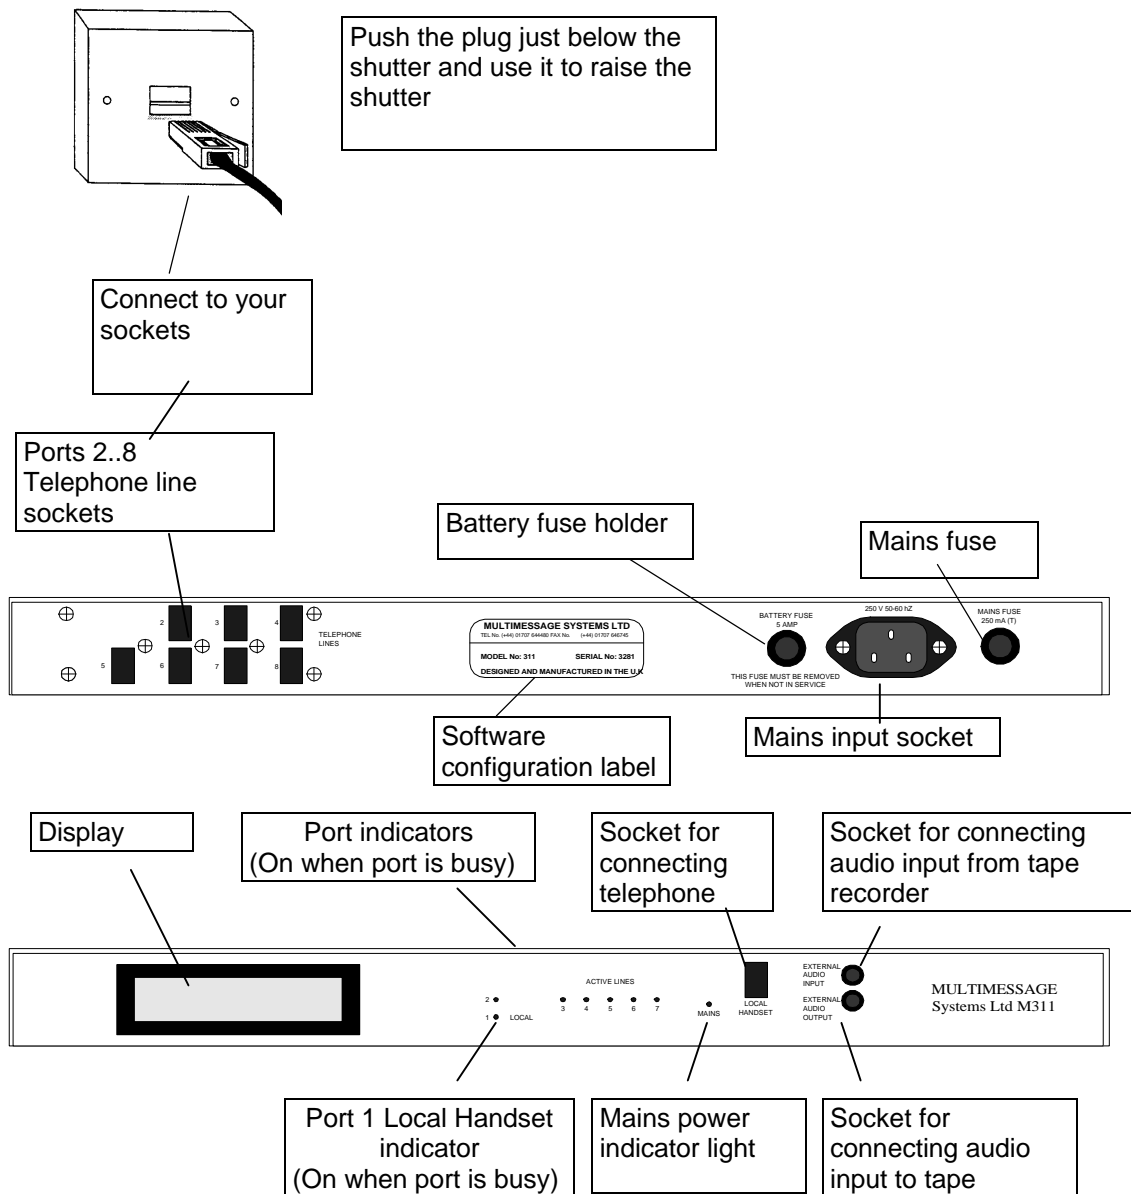 Push the plug just below the
shutter and use it to raise the
shutter
Connect to your
sockets
Ports 2..8
Telephone line
sockets
Battery fuse holder
Mains fuse
2
3
4
5
6
7
8
TELEPHONE
LINES
MULTIMESSAGE SYSTEMS LTD
TEL No. (+44) 01707 644480 FAX No. (+44) 01707 646745
MODEL No: 311 SERIAL No: 3281
DESIGNED AND MANUFACTURED IN THE U.K
BATTERY FUSE
5 AMP
THIS FUSE MUST BE REMOVED
WHEN NOT IN SERVICE
250 V 50-60 hZ
MAINS FUSE
250 mA (T)
Software
configuration label
Mains input socket
Display
Port indicators
(On when port is busy)
Socket for
connecting
telephone
Socket for connecting
audio input from tape
recorder
2
1 LOCAL
ACTIVE LINES
3 4 5 6 7
MAINS
LOCAL
HANDSET
EXTERNAL
AUDIO
INPUT
EXTERNAL
AUDIO
OUTPUT
MULTIMESSAGE
Systems Ltd M311
Port 1 Local Handset
indicator
(On when port is busy)
Mains power
indicator light
Socket for
connecting audio
input to tape